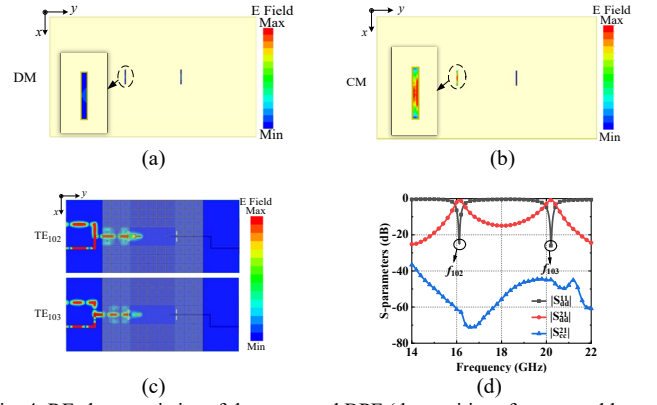 y
x
DM
E Field
Max
Min
(a)
y
x
CM
E Field
Max
Min
(b)
y
x
TE102
TE103
E Field
Max
Min
(c)
S-parameters (dB)
0
-20
-40
-60
-80
14 16 18 20 22
Frequency (GHz)
f102
f103
|S11dd|
|S21dd|
|S21cc|
(d)